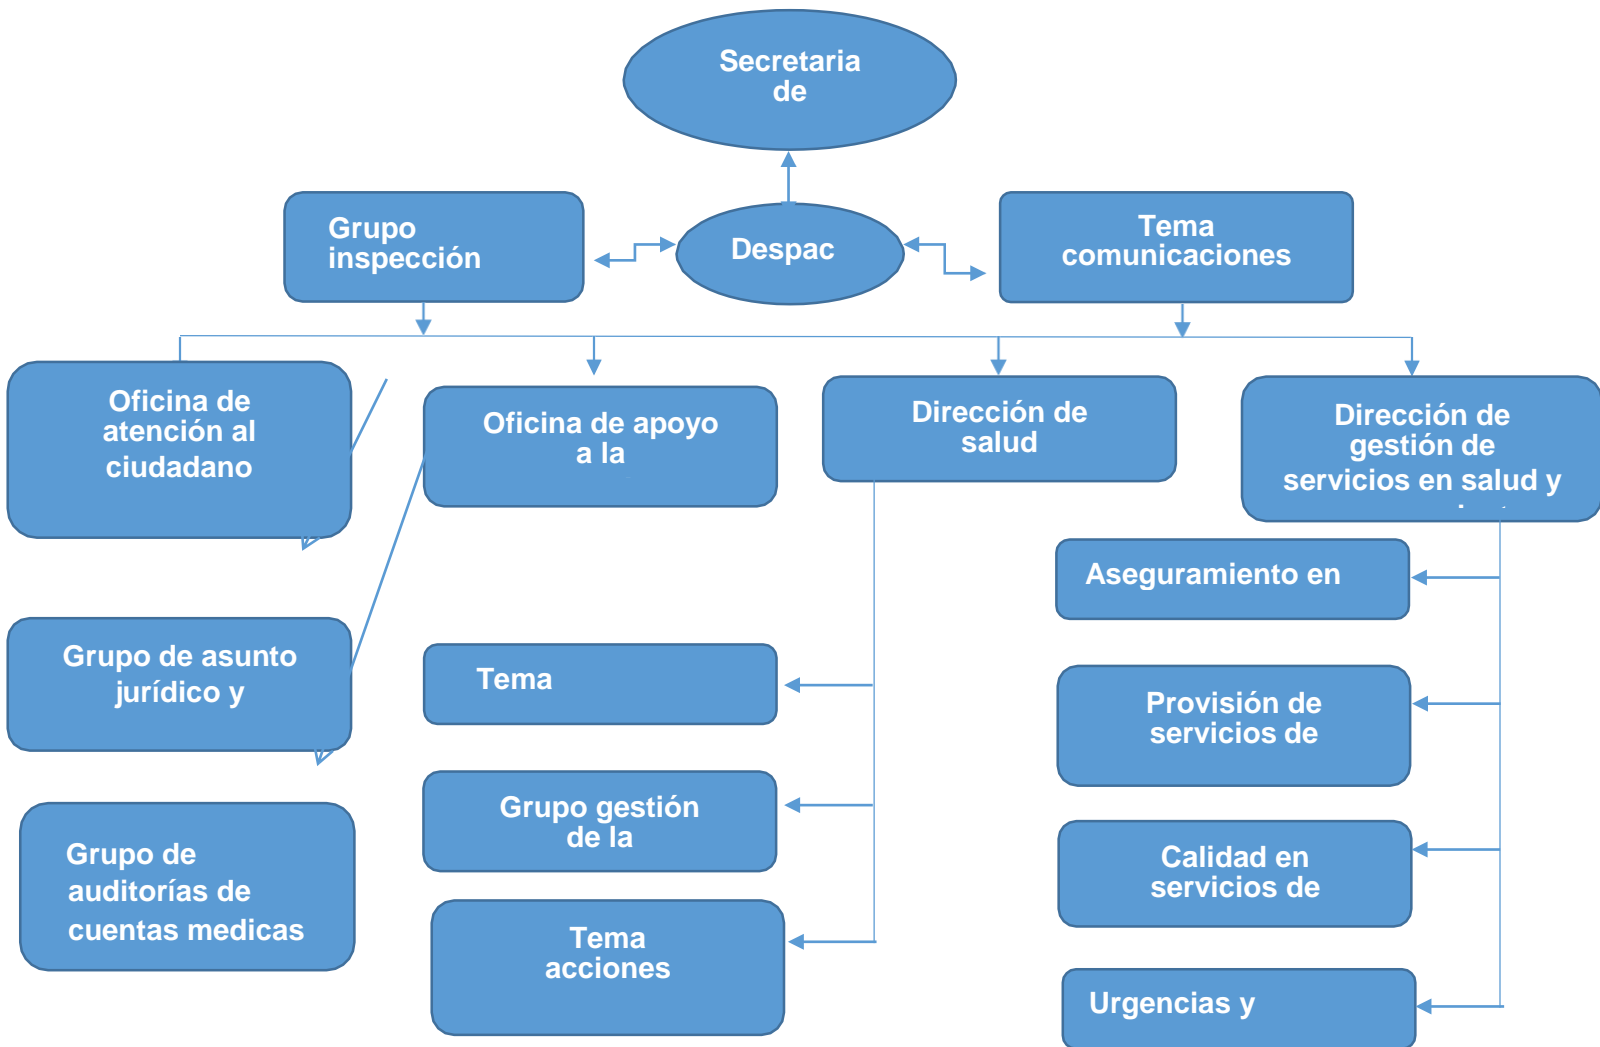 Secretaria
de
Grupo
inspección
Despac
Tema
comunicaciones
Oficina de
atención al
ciudadano
Oficina de apoyo
a la
Dirección de
salud
Dirección de
gestión de
servicios en salud y
Aseguramiento en
Grupo de asunto
jurídico y
Tema
Provisión de
servicios de
Grupo gestión
de la
Calidad en
servicios de
Grupo de
auditorías de
cuentas medicas
Tema
acciones
Urgencias y